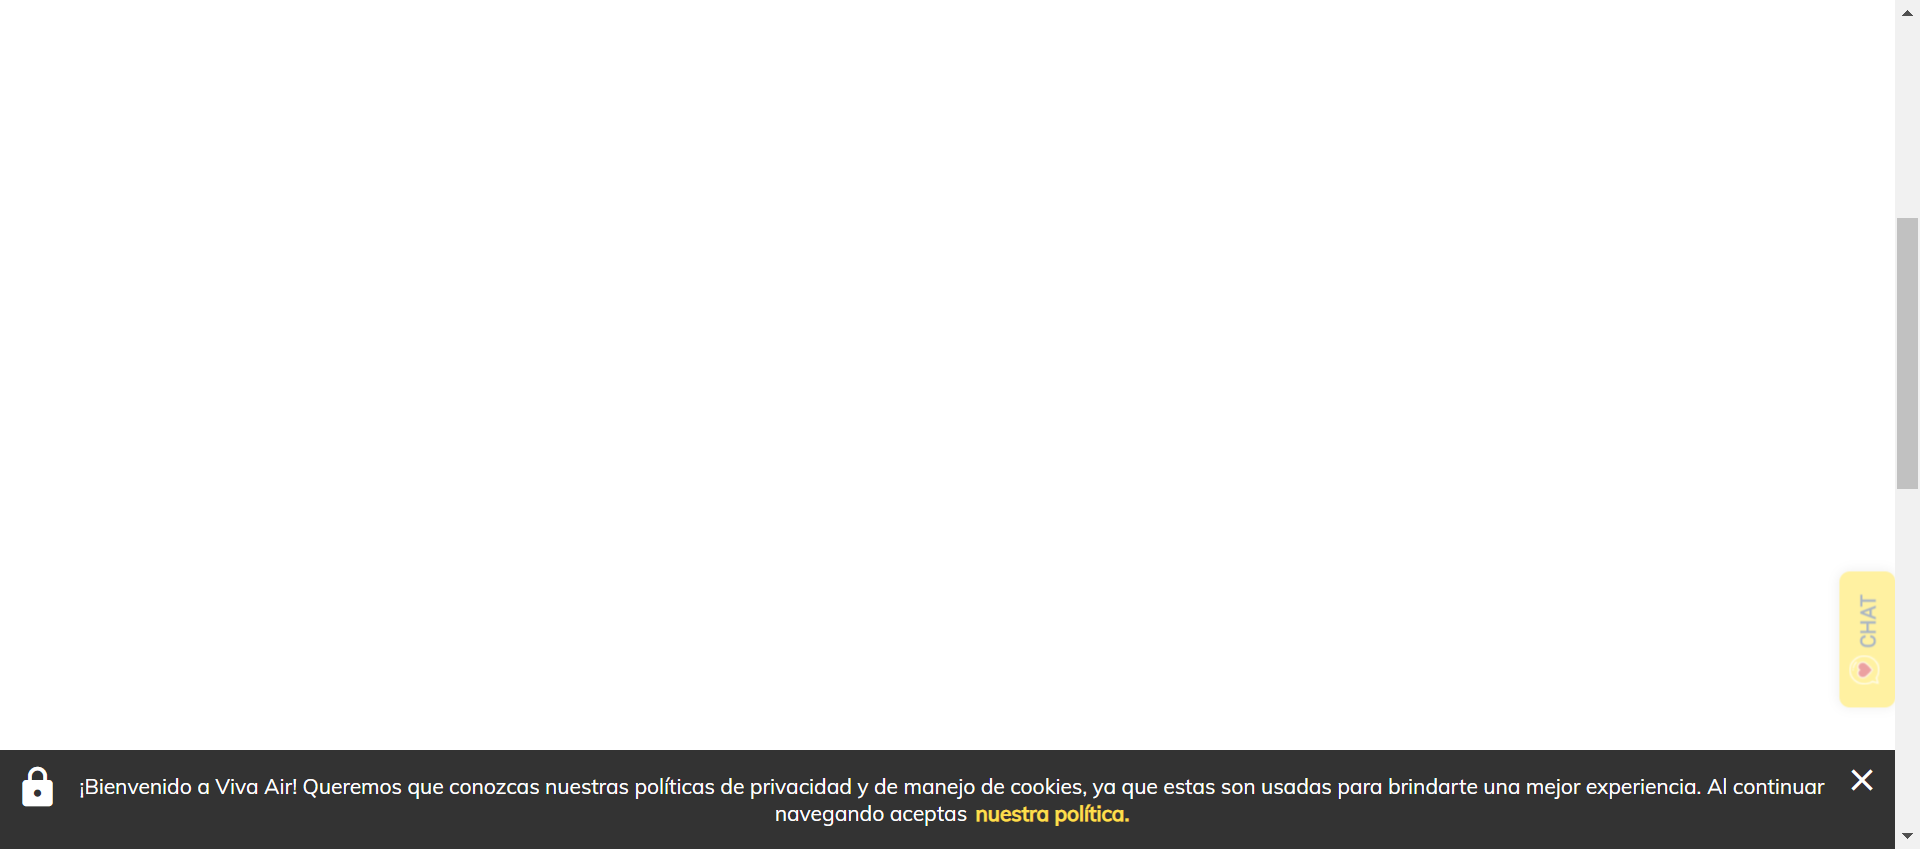 CHAT
¡Bienvenido a Viva Air! Queremos que conozcas nuestras políticas de privacidad y de manejo de cookies, ya que estas son usadas para brindarte una mejor experiencia. Al continuar
navegando aceptas nuestra política.